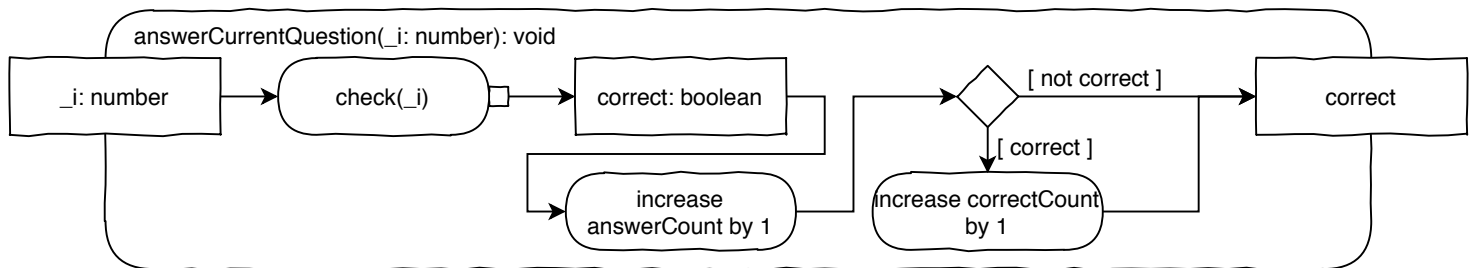 answerCurrentQuestion(_i: number): void
_i: number
check(_i)
correct: boolean
[ not correct ]
correct
[ correct ]
increase
answerCount by 1
increase correctCount
by 1